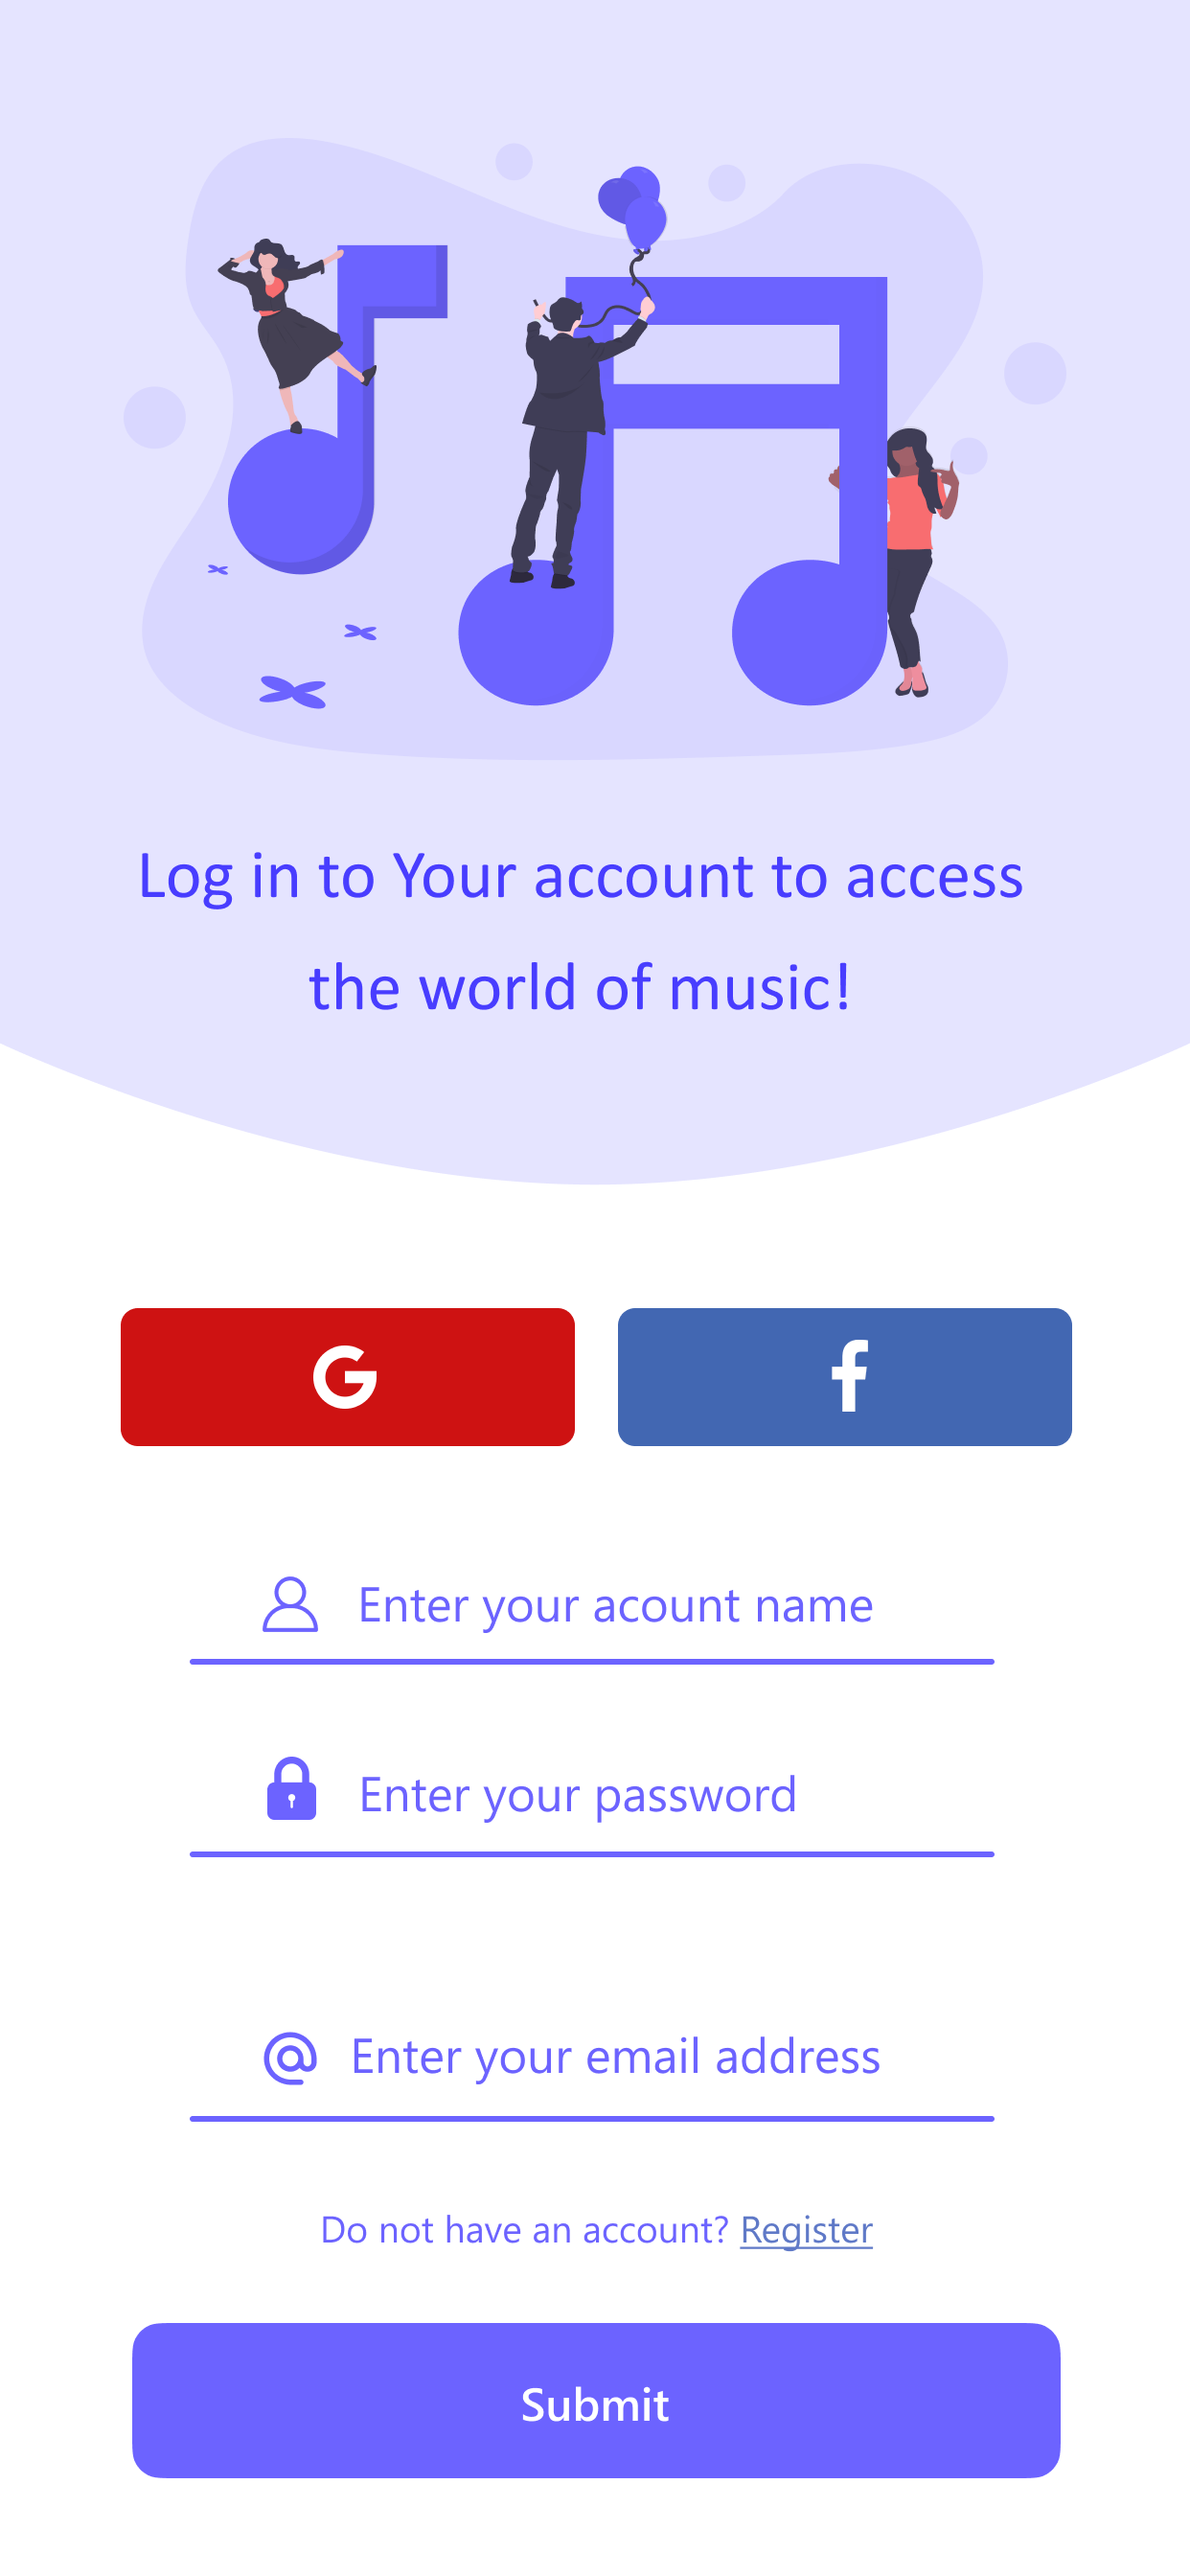 Log in to Your account to access
the world of music!
G f
Enter your acount name
Enter your password
@ Enter your email address
Do not have an account? Register
Submit